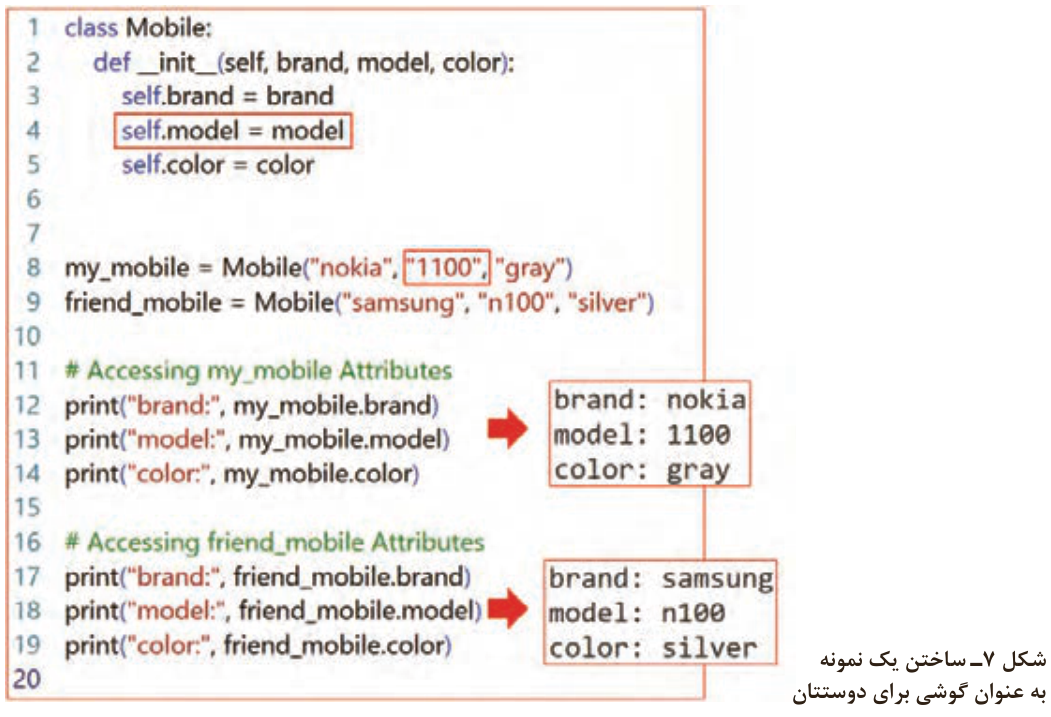 1 class Mobile:
2 def __init__(self, brand, model, color):
3 self.brand = brand
4 self.model = model
5 self.color = color
6
7
8 my_mobile = Mobile("nokia", "1100", "gray")
9 friend_mobile = Mobile("samsung", "n100", "silver")
10
11 # Accessing my_mobile Attributes
12 print("brand:", my_mobile.brand)
13 print("model:", my_mobile.model)
14 print("color:", my_mobile.color)
brand: nokia
model: 1100
color: gray
15
16 # Accessing friend_mobile Attributes
17 print("brand:", friend_mobile.brand)
18 print("model:", friend_mobile.model)
19 print("color:", friend_mobile.color)
20
brand: samsung
model: n100
color: silver
شکل ۷ـ ساختن یک نمونه
به عنوان گوشی برای دوستتان